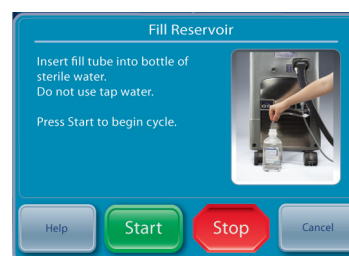 Fill Reservoir
Insert fill tube into bottle of
sterile water.
Do not use tap water.
Press Start to begin cycle.
Help
Start
Stop
Cancel